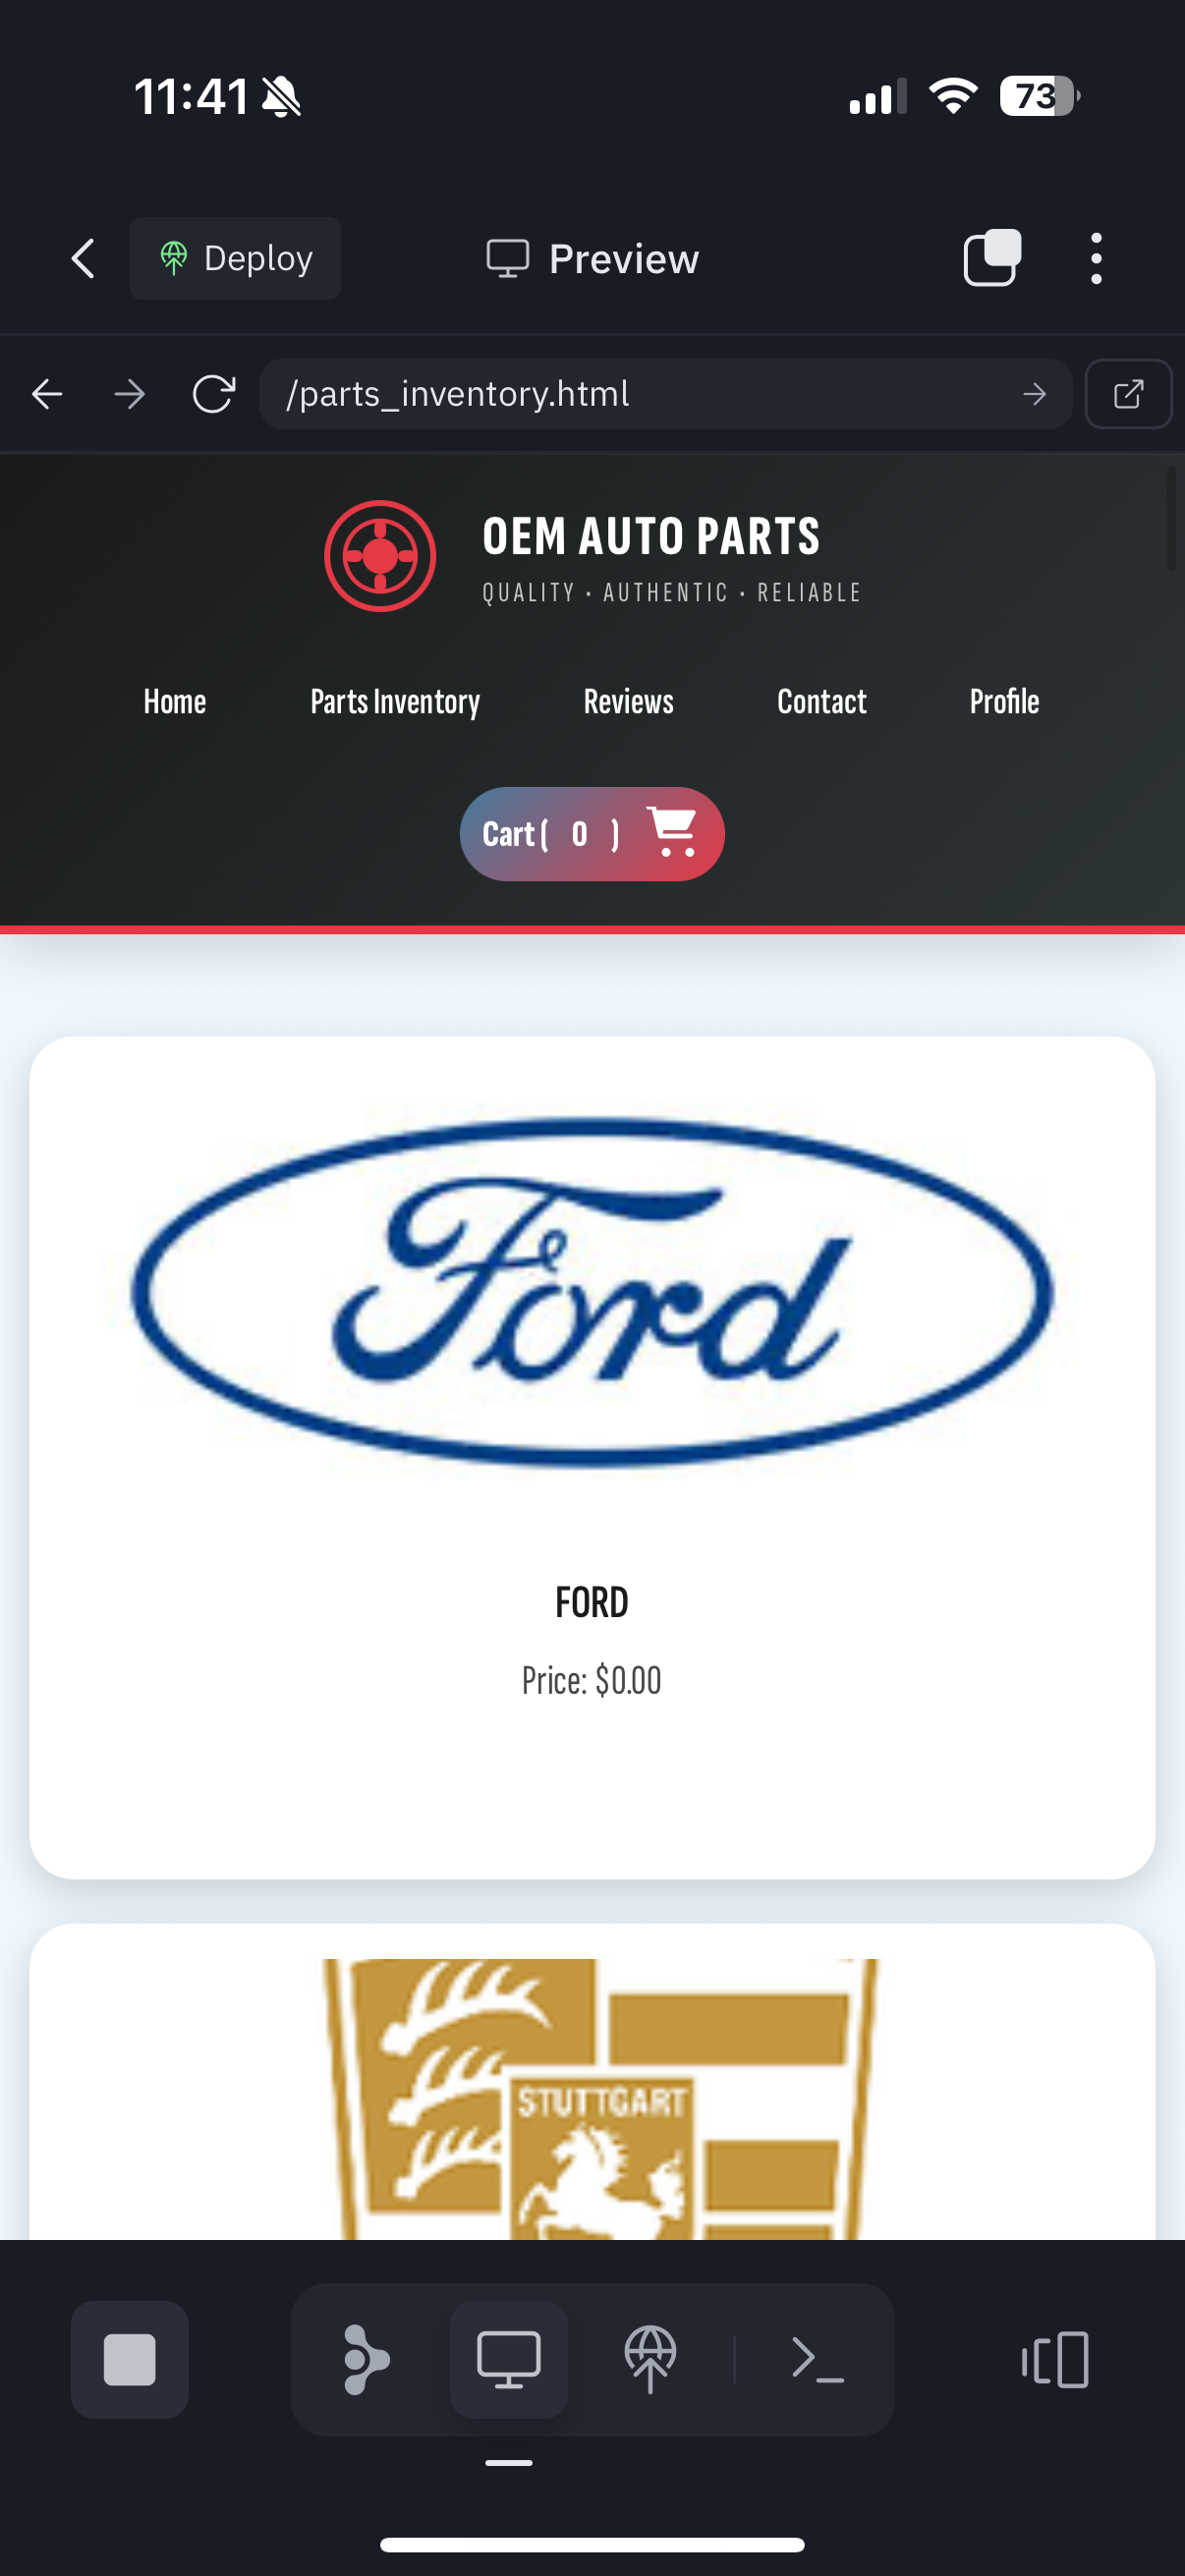 11:41
73
Deploy
Preview
/parts_inventory.html
OEM AUTO PARTS
QUALITY • AUTHENTIC • RELIABLE
Home Parts Inventory Reviews Contact Profile
Cart ( 0 )
Ford
FORD
Price: $0.00
STUTTGART